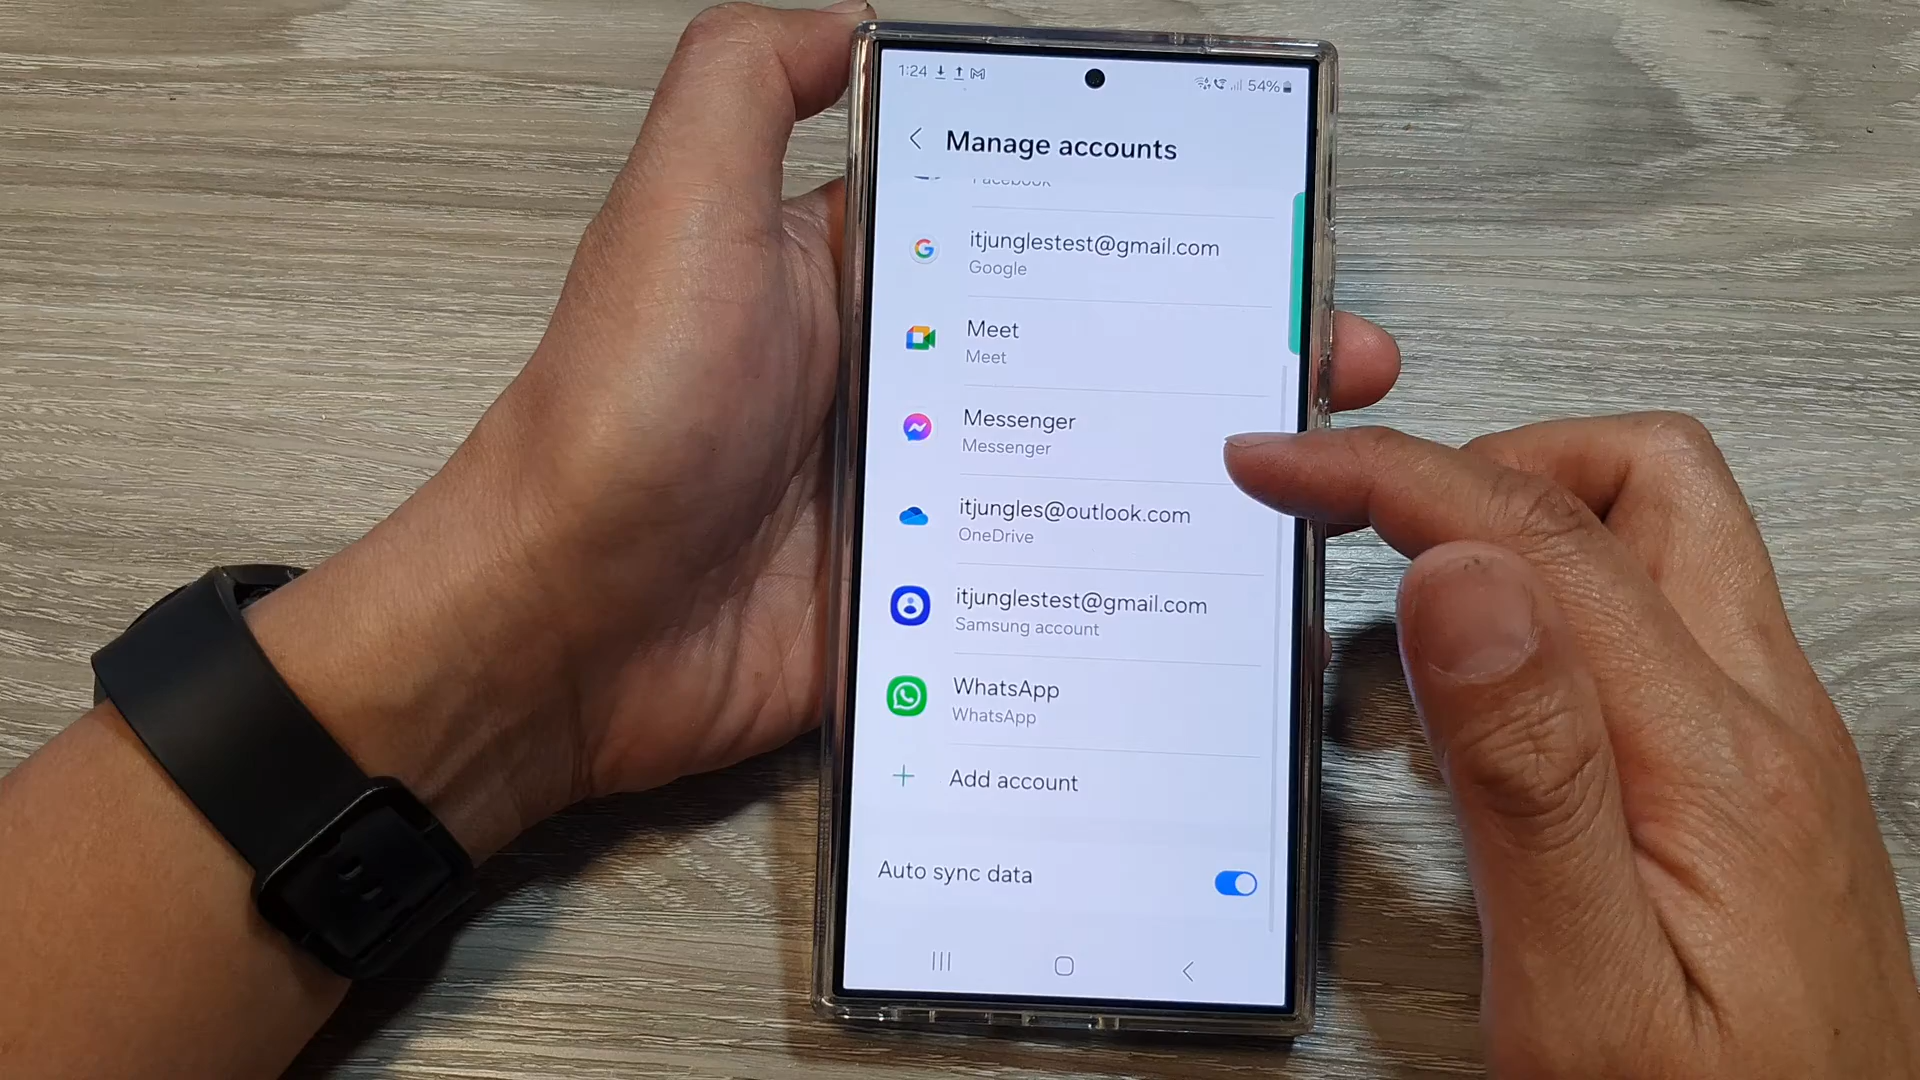 1:24 54%
Manage accounts
Facebook
itjunglestest@gmail.com
Google
Meet
Meet
Messenger
Messenger
itjungles@outlook.com
OneDrive
itjunglestest@gmail.com
Samsung account
WhatsApp
WhatsApp
Add account
Auto sync data